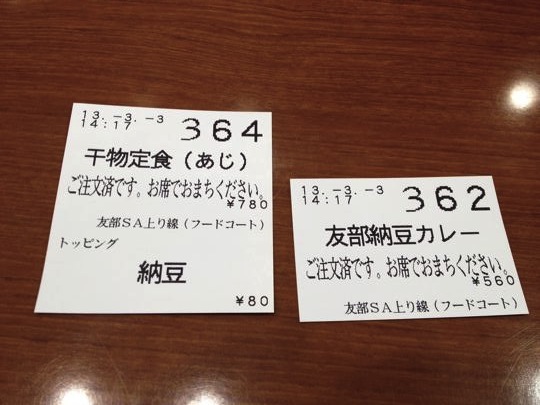 13.-3.-3
14:17
364
干物定食(あじ)
ご注文済です。お席でおまちください。
¥780
友部SA上り線(フードコート)
トッピング
納豆
¥80
13.-3.-3
14:17
362
友部納豆カレー
ご注文済です。お席でおまちください。
¥560
友部SA上り線(フードコート)